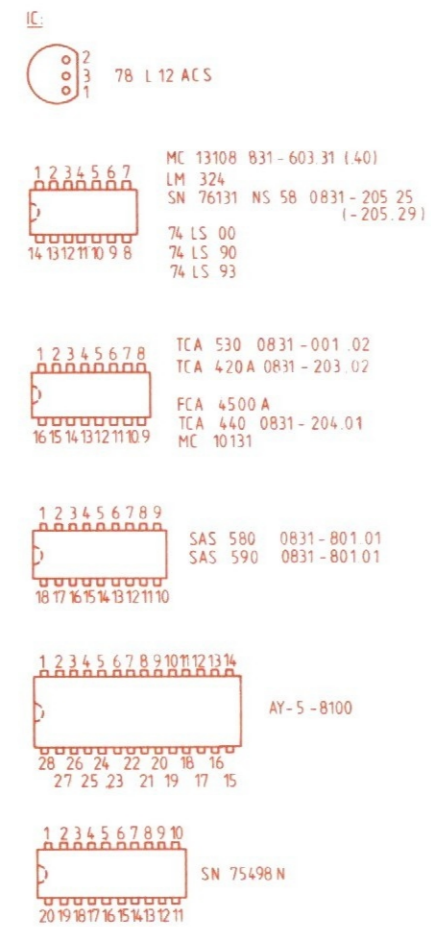 IC:
2
3 78 L 12 ACS
1
MC 13108 831-603.31 (.40)
1 2 3 4 5 6 7 LM 324
SN 76131 NS 58 0831-205 25
(-205.29)
14 13 12 11 10 9 8 74 LS 00
74 LS 90
74 LS 93
TCA 530 0831-001 .02
1 2 3 4 5 6 7 8 TCA 420A 0831-203.02
FCA 4500 A
TCA 440 0831-204.01
16 15 14 13 12 11 10 9 MC 10131
1 2 3 4 5 6 7 8 9
SAS 580 0831-801.01
SAS 590 0831-801 01
18 17 16 15 14 13 12 11 10
1 2 3 4 5 6 7 8 9 10 11 12 13 14
AY-5-8100
28 26 24 22 20 18 16
27 25 23 21 19 17 15
1 2 3 4 5 6 7 8 9 10
SN 75498 N
20 19 18 17 16 15 14 13 12 11